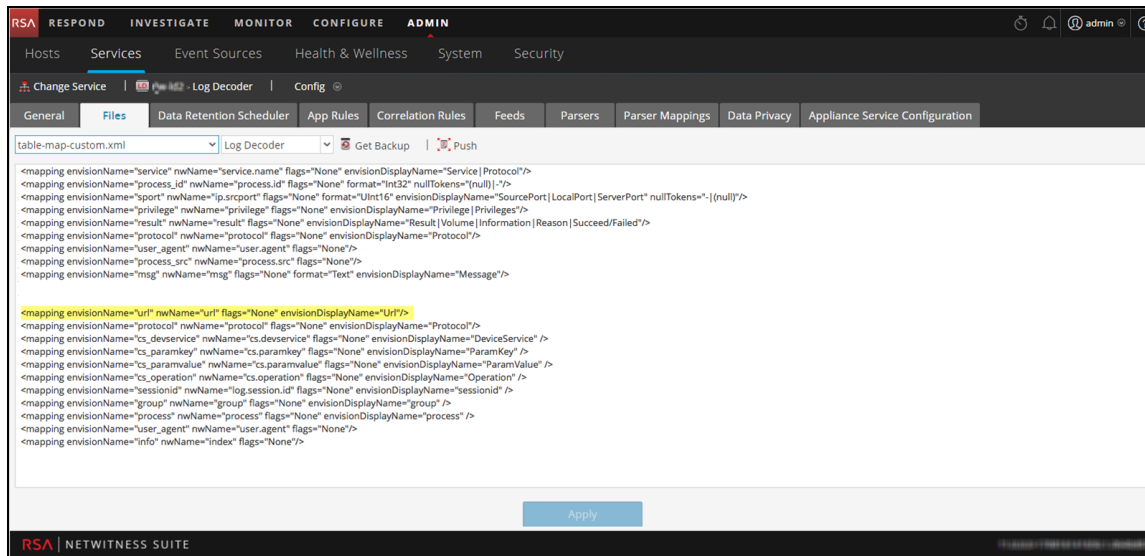 RSA RESPOND INVESTIGATE MONITOR CONFIGURE ADMIN admin
Hosts Services Event Sources Health & Wellness System Security
Change Service | - Log Decoder | Config
General Files Data Retention Scheduler App Rules Correlation Rules Feeds Parsers Parser Mappings Data Privacy Appliance Service Configuration
table-map-custom.xml Log Decoder Get Backup | Push
<mapping envisionName="service" nwName="service.name" flags="None" envisionDisplayName="Service|Protocol"/>
<mapping envisionName="process_id" nwName="process.id" flags="None" format="Int32" nullTokens="(null)|-"/>
<mapping envisionName="sport" nwName="ip.srcport" flags="None" format="UInt16" envisionDisplayName="SourcePort|LocalPort|ServerPort" nullTokens="-|(null)"/>
<mapping envisionName="privilege" nwName="privilege" flags="None" envisionDisplayName="Privilege|Privileges"/>
<mapping envisionName="result" nwName="result" flags="None" envisionDisplayName="Result|Volume|Information|Reason|Succeed/Failed"/>
<mapping envisionName="protocol" nwName="protocol" flags="None" envisionDisplayName="Protocol"/>
<mapping envisionName="user_agent" nwName="user.agent" flags="None"/>
<mapping envisionName="process_src" nwName="process.src" flags="None"/>
<mapping envisionName="msg" nwName="msg" flags="None" format="Text" envisionDisplayName="Message"/>
<mapping envisionName="url" nwName="url" flags="None" envisionDisplayName="Url"/>
<mapping envisionName="protocol" nwName="protocol" flags="None" envisionDisplayName="Protocol"/>
<mapping envisionName="cs_devservice" nwName="cs.devservice" flags="None" envisionDisplayName="DeviceService" />
<mapping envisionName="cs_paramkey" nwName="cs.paramkey" flags="None" envisionDisplayName="ParamKey" />
<mapping envisionName="cs_paramvalue" nwName="cs.paramvalue" flags="None" envisionDisplayName="ParamValue" />
<mapping envisionName="cs_operation" nwName="cs.operation" flags="None" envisionDisplayName="Operation" />
<mapping envisionName="sessionid" nwName="log.session.id" flags="None" envisionDisplayName="sessionid" />
<mapping envisionName="group" nwName="group" flags="None" envisionDisplayName="group" />
<mapping envisionName="process" nwName="process" flags="None" envisionDisplayName="process" />
<mapping envisionName="user_agent" nwName="user.agent" flags="None"/>
<mapping envisionName="info" nwName="index" flags="None"/>
Apply
RSA | NETWITNESS SUITE